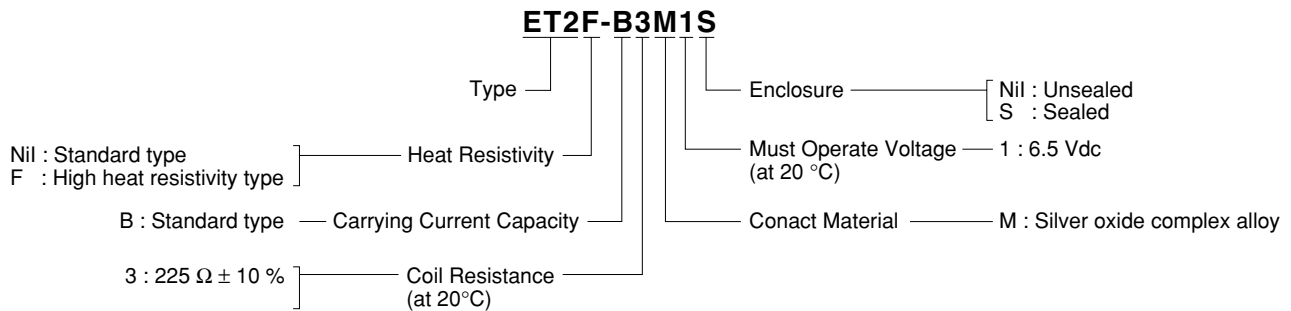 ET2F-B3M1S
Type
Enclosure
Nil : Unsealed
S : Sealed
Nil : Standard type
F : High heat resistivity type
Heat Resistivity
Must Operate Voltage
(at 20 °C)
1 : 6.5 Vdc
B : Standard type
Carrying Current Capacity
Conact Material
M : Silver oxide complex alloy
3 : 225 Ω ± 10 %
Coil Resistance
(at 20°C)